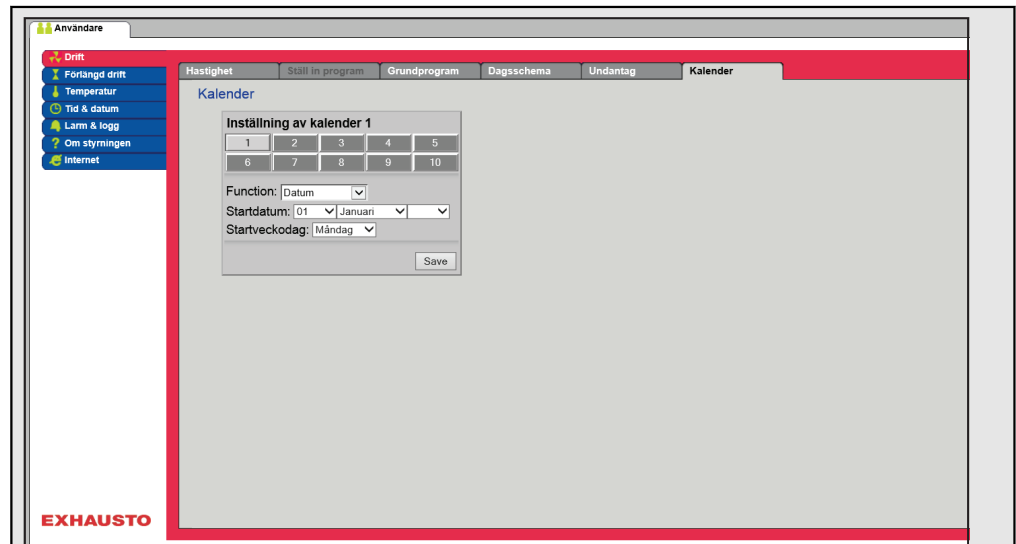 Användare
Drift
Förlängd drift
Temperatur
Tid & datum
Larm & logg
Om styrningen
Internet
Hastighet Ställ in program Grundprogram Dagsschema Undantag Kalender
Kalender
Inställning av kalender 1
1 2 3 4 5
6 7 8 9 10
Function: Datum
Startdatum: 01 Januari
Startveckodag: Måndag
Save
EXHAUSTO